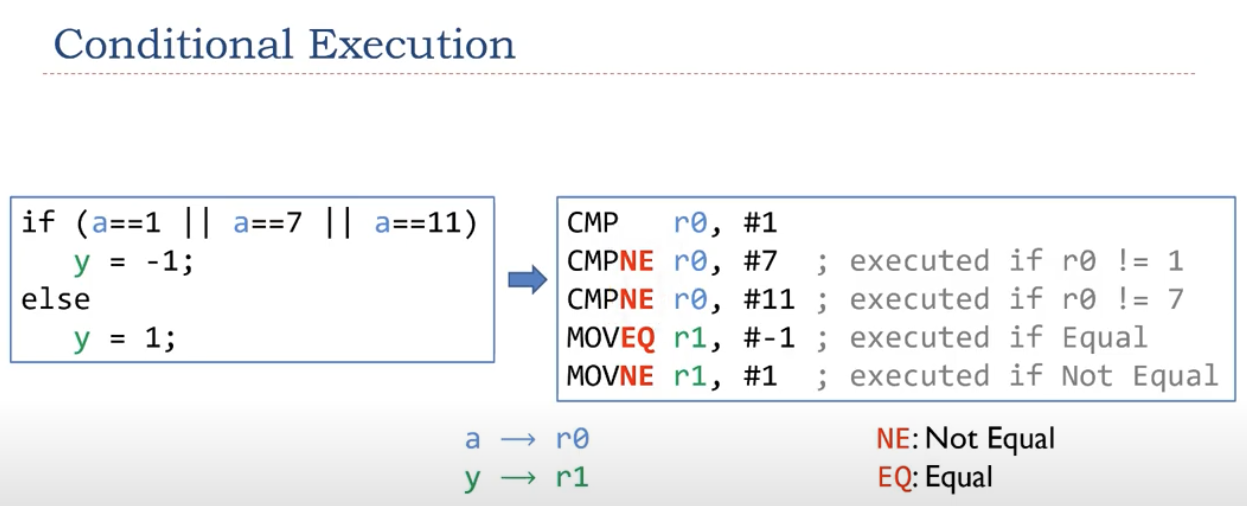 Conditional Execution
if (a==1 || a==7 || a==11)
y = -1;
else
y = 1;
CMP r0, #1
CMPNE r0, #7 ; executed if r0 != 1
CMPNE r0, #11 ; executed if r0 != 7
MOVEQ r1, #-1 ; executed if Equal
MOVNE r1, #1 ; executed if Not Equal
a → r0
y → r1
NE: Not Equal
EQ: Equal